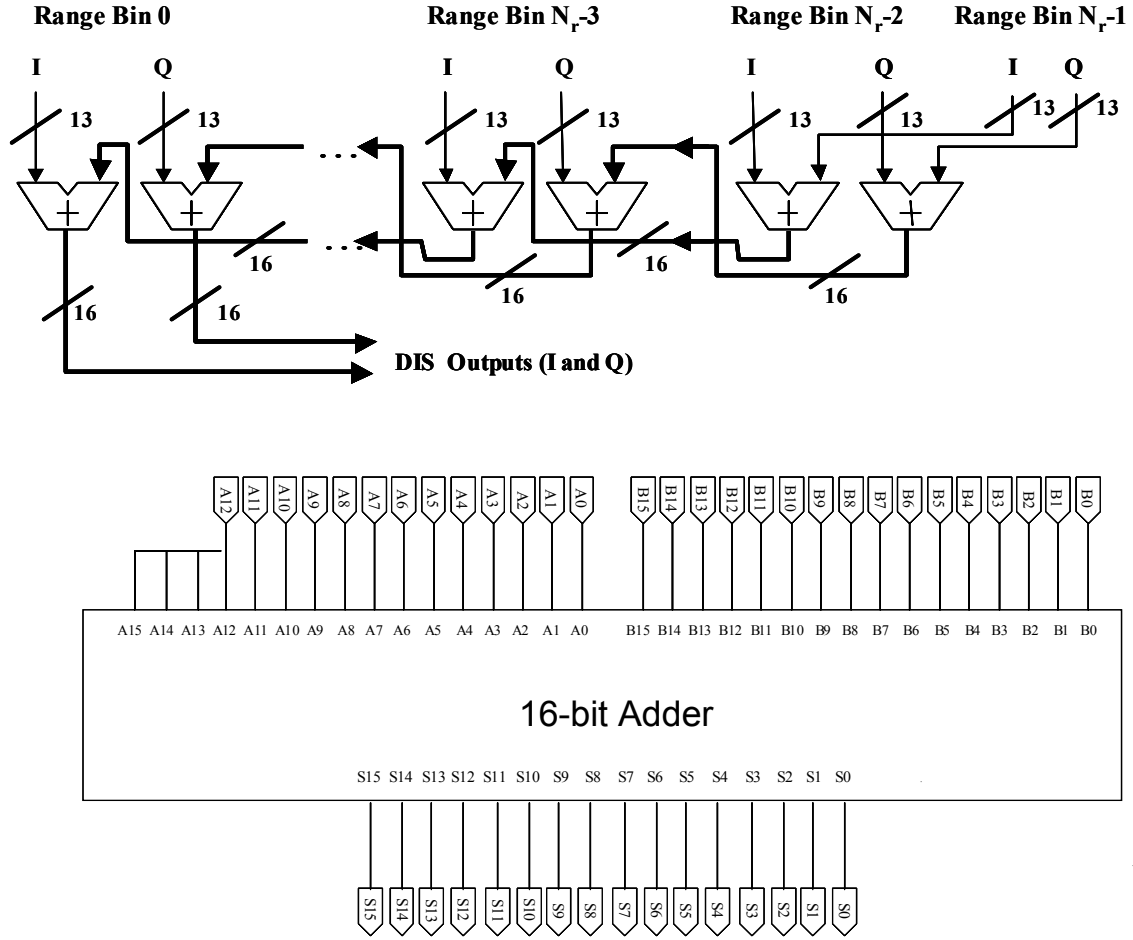 Range Bin 0 Range Bin Nr-3 Range Bin Nr-2 Range Bin Nr-1
I Q I Q I Q I Q
13 13 13 13 13 13 13 13
. . .
+ + + + + +
. . .
16 16
16 16
16 16
DIS Outputs (I and Q)
A12 A11 A10 A9 A8 A7 A6 A5 A4 A3 A2 A1 A0 B15 B14 B13 B12 B11 B10 B9 B8 B7 B6 B5 B4 B3 B2 B1 B0
A15 A14 A13 A12 A11 A10 A9 A8 A7 A6 A5 A4 A3 A2 A1 A0 B15 B14 B13 B12 B11 B10 B9 B8 B7 B6 B5 B4 B3 B2 B1 B0
16-bit Adder
S15 S14 S13 S12 S11 S10 S9 S8 S7 S6 S5 S4 S3 S2 S1 S0
S15 S14 S13 S12 S11 S10 S9 S8 S7 S6 S5 S4 S3 S2 S1 S0